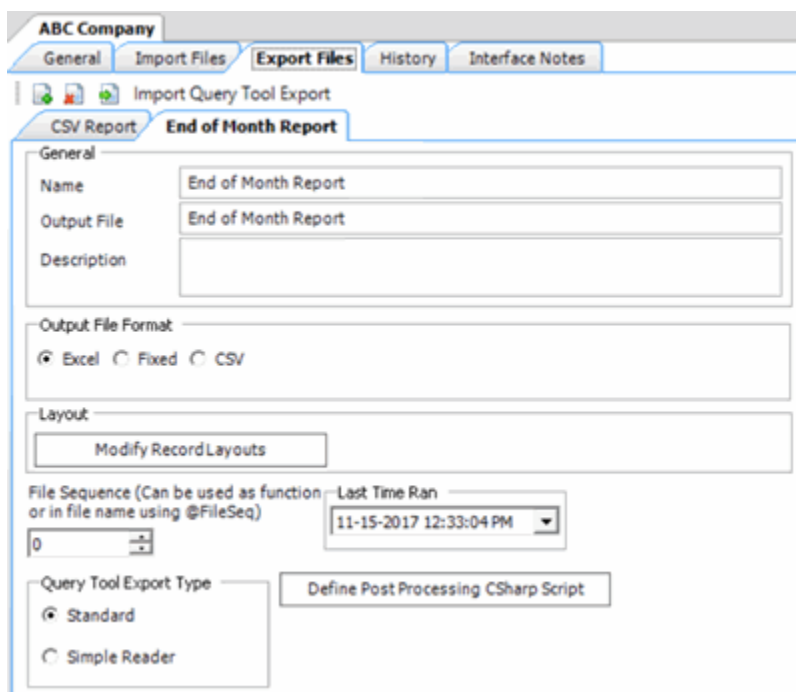 ABC Company
General Import Files Export Files History Interface Notes
Import Query Tool Export
CSV Report End of Month Report
General
Name End of Month Report
Output File End of Month Report
Description
Output File Format
Excel Fixed CSV
Layout
Modify Record Layouts
File Sequence (Can be used as function
or in file name using @FileSeq)
0
Last Time Ran
11-15-2017 12:33:04 PM
Query Tool Export Type
Standard
Simple Reader
Define Post Processing CSharp Script